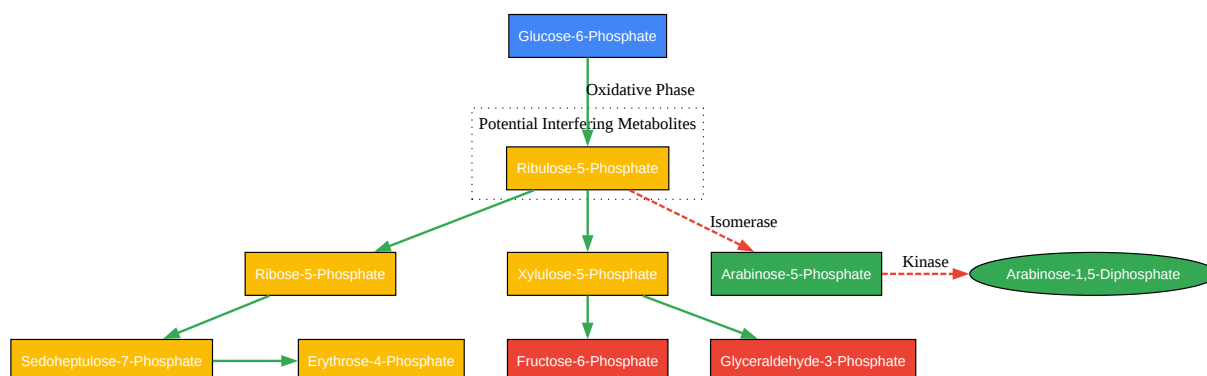 Glucose-6-Phosphate
Oxidative Phase
Potential Interfering Metabolites
Ribulose-5-Phosphate
Isomerase
Ribose-5-Phosphate
Xylulose-5-Phosphate
Arabinose-5-Phosphate
Kinase
Arabinose-1,5-Diphosphate
Sedoheptulose-7-Phosphate
Erythrose-4-Phosphate
Fructose-6-Phosphate
Glyceraldehyde-3-Phosphate